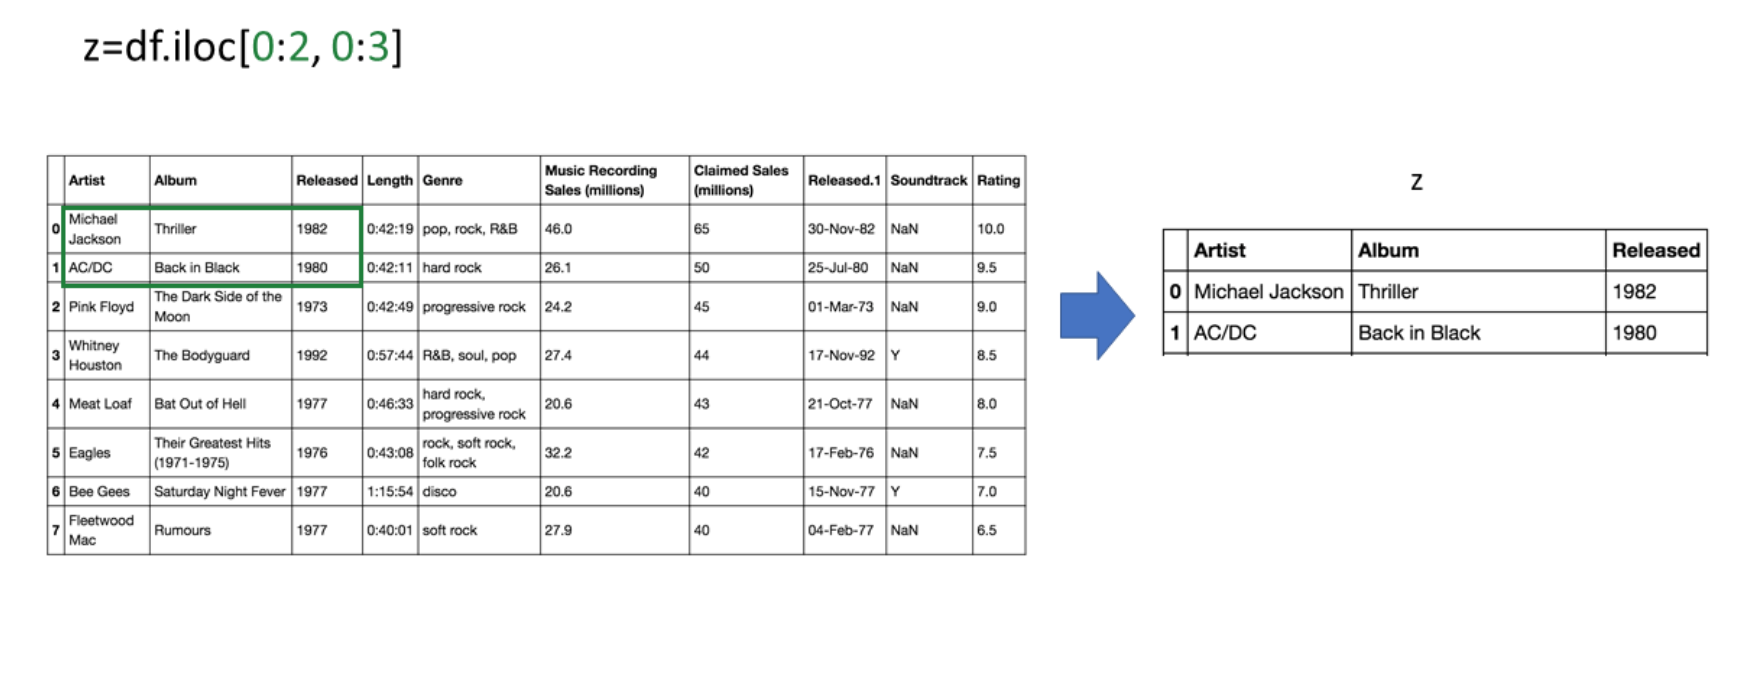 z=df.iloc[0:2, 0:3]
Artist Album Released Length Genre Music Recording Sales (millions) Claimed Sales (millions) Released.1 Soundtrack Rating
0 Michael Jackson Thriller 1982 0:42:19 pop, rock, R&B 46.0 65 30-Nov-82 NaN 10.0
1 AC/DC Back in Black 1980 0:42:11 hard rock 26.1 50 25-Jul-80 NaN 9.5
2 Pink Floyd The Dark Side of the Moon 1973 0:42:49 progressive rock 24.2 45 01-Mar-73 NaN 9.0
3 Whitney Houston The Bodyguard 1992 0:57:44 R&B, soul, pop 27.4 44 17-Nov-92 Y 8.5
4 Meat Loaf Bat Out of Hell 1977 0:46:33 hard rock, progressive rock 20.6 43 21-Oct-77 NaN 8.0
5 Eagles Their Greatest Hits (1971-1975) 1976 0:43:08 rock, soft rock, folk rock 32.2 42 17-Feb-76 NaN 7.5
6 Bee Gees Saturday Night Fever 1977 1:15:54 disco 20.6 40 15-Nov-77 Y 7.0
7 Fleetwood Mac Rumours 1977 0:40:01 soft rock 27.9 40 04-Feb-77 NaN 6.5
z
Artist Album Released
0 Michael Jackson Thriller 1982
1 AC/DC Back in Black 1980